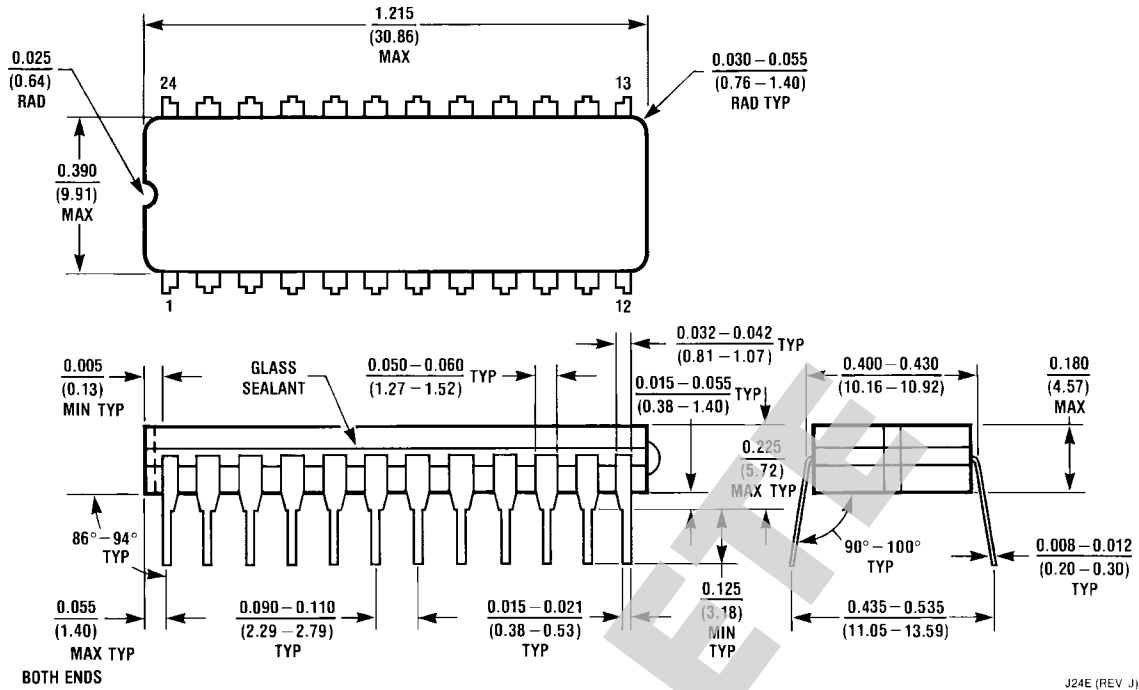 1.215
(30.86)
MAX
0.025
(0.64)
RAD
24
13
0.030–0.055
(0.76–1.40)
RAD TYP
0.390
(9.91)
MAX
1
12
0.005
(0.13)
MIN TYP
GLASS
SEALANT
0.050–0.060 TYP
(1.27–1.52)
0.032–0.042 TYP
(0.81–1.07)
0.015–0.055 TYP
(0.38–1.40)
0.400–0.430
(10.16–10.92)
0.180
(4.57)
MAX
0.225
(5.72)
MAX TYP
86°–94°
TYP
90°–100°
TYP
0.008–0.012
(0.20–0.30)
TYP
0.055
(1.40)
MAX TYP
BOTH ENDS
0.090–0.110
(2.29–2.79)
TYP
0.015–0.021
(0.38–0.53)
TYP
0.125
(3.18)
MIN
TYP
0.435–0.535
(11.05–13.59)
ETE
J24E (REV J)